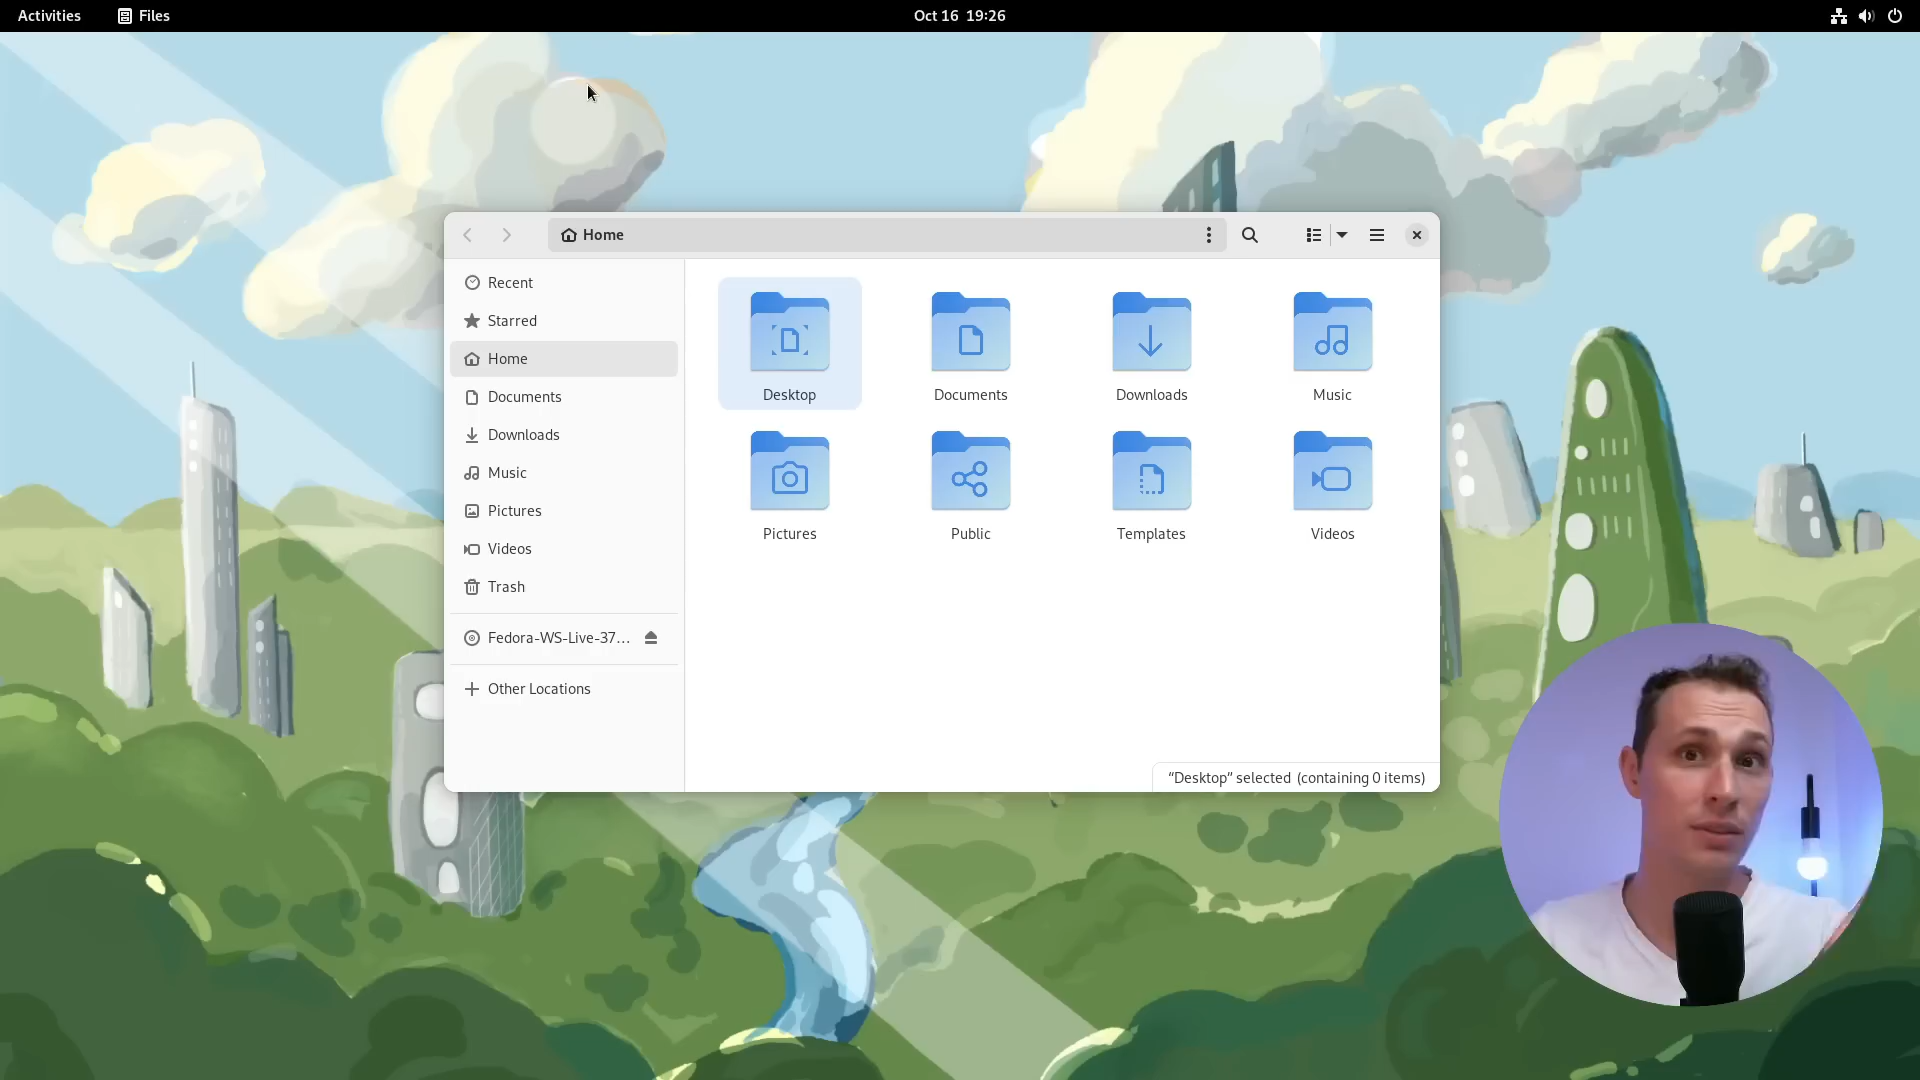 Activities
Files
Oct 16 19:26
Home
Recent
Starred
Home
Documents
Downloads
Music
Pictures
Videos
Trash
Fedora-WS-Live-37...
Other Locations
Desktop
Documents
Downloads
Music
Pictures
Public
Templates
Videos
“Desktop” selected (containing 0 items)